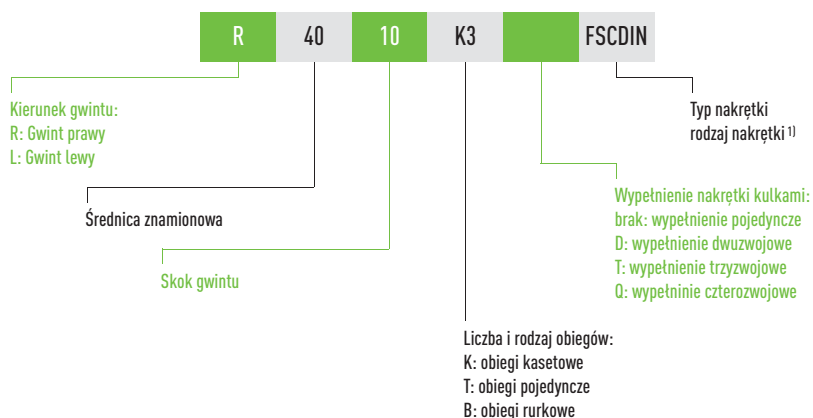 R 40 10 K3 FSCDIN
Kierunek gwintu:
R: Gwint prawy
L: Gwint lewy
Średnica znamionowa
Skok gwintu
Liczba i rodzaj obiegów:
K: obiegi kasetowe
T: obiegi pojedyncze
B: obiegi rurkowe
Wypełnienie nakrętki kulkami:
brak: wypełnienie pojedyncze
D: wypełnienie dwuzwojowe
T: wypełnienie trzyzwojowe
Q: wypełninie czterozwojowe
Typ nakrętki
rodzaj nakrętki 1)